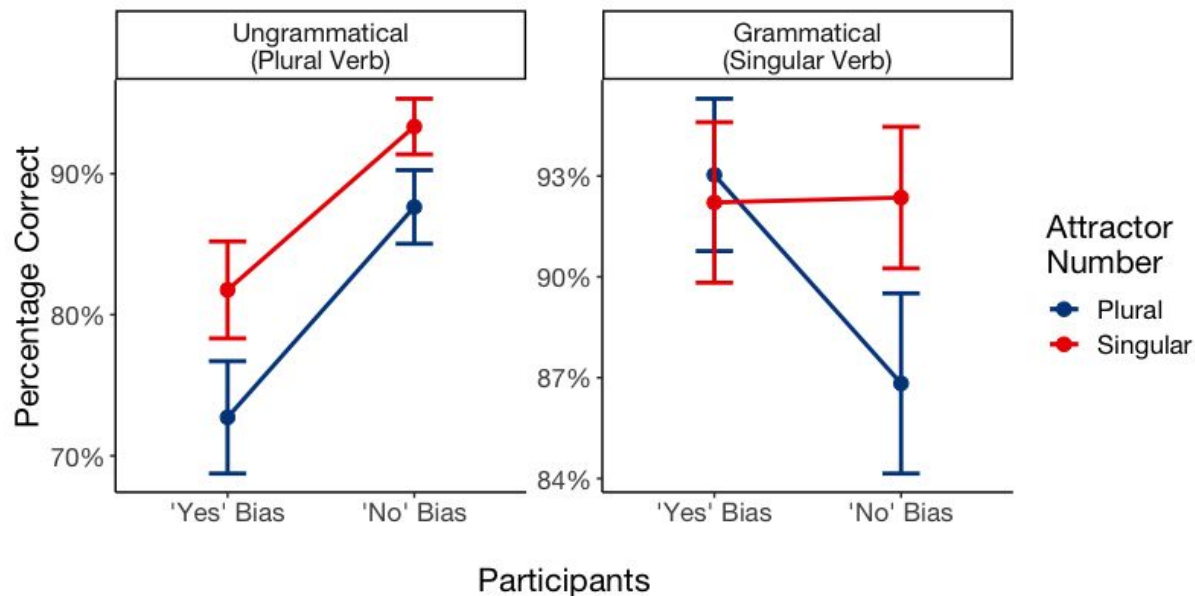 Ungrammatical
(Plural Verb)
Grammatical
(Singular Verb)
Percentage Correct
90%
80%
70%
93%
90%
87%
84%
'Yes' Bias
'No' Bias
'Yes' Bias
'No' Bias
Participants
Attractor
Number
Plural
Singular